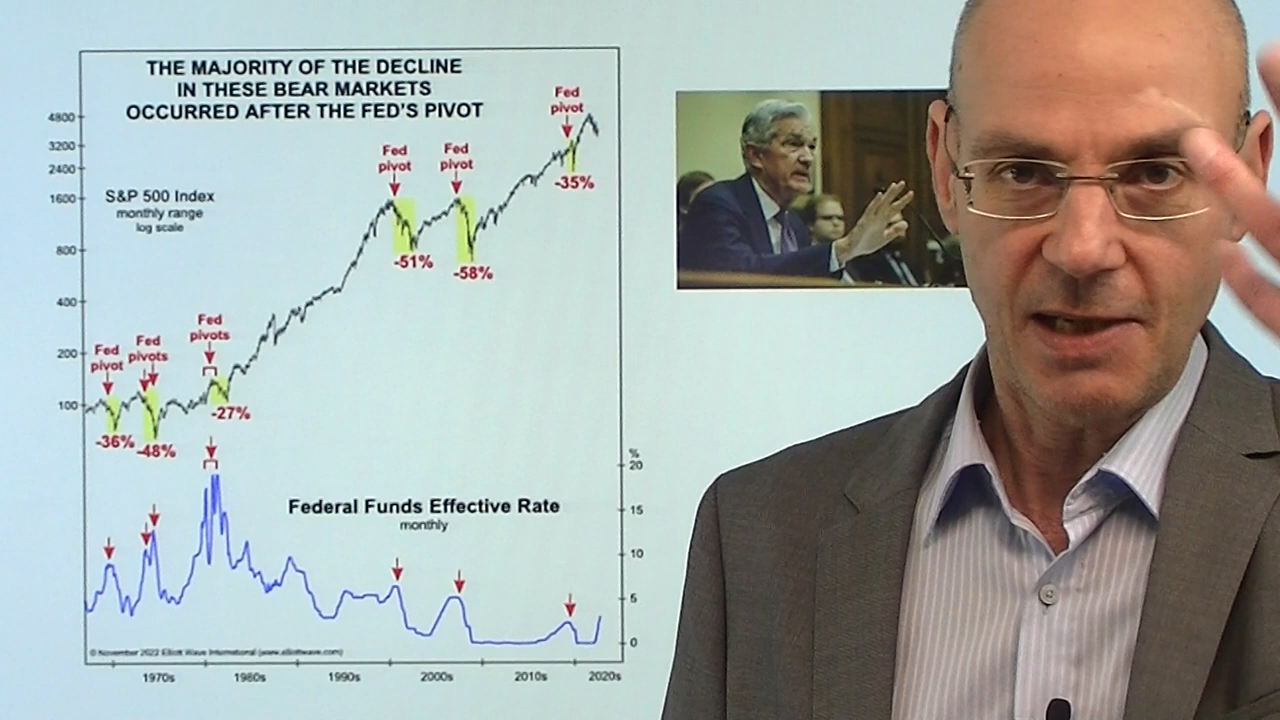 THE MAJORITY OF THE DECLINE
IN THESE BEAR MARKETS
OCCURRED AFTER THE FED'S PIVOT
Fed
pivot
4800
3200
2400
1600
800
400
200
100
S&P 500 Index
monthly range
log scale
Fed
pivot
Fed
pivot
-35%
-51%
-58%
Fed
pivots
Fed
pivot
Fed
pivots
-27%
-36%
-48%
%
20
15
10
5
0
Federal Funds Effective Rate
monthly
© November 2022 Elliott Wave International (www.elliottwave.com)
1970s
1980s
1990s
2000s
2010s
2020s